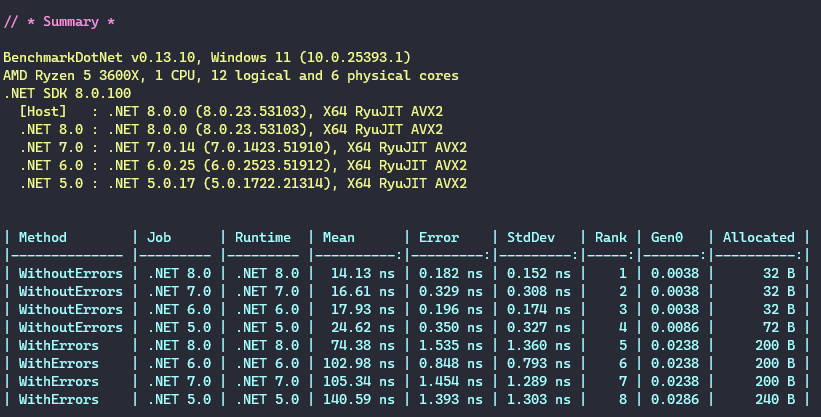 // * Summary *
BenchmarkDotNet v0.13.10, Windows 11 (10.0.25393.1)
AMD Ryzen 5 3600X, 1 CPU, 12 logical and 6 physical cores
.NET SDK 8.0.100
  [Host]   : .NET 8.0.0 (8.0.23.53103), X64 RyuJIT AVX2
  .NET 8.0 : .NET 8.0.0 (8.0.23.53103), X64 RyuJIT AVX2
  .NET 7.0 : .NET 7.0.14 (7.0.1423.51910), X64 RyuJIT AVX2
  .NET 6.0 : .NET 6.0.25 (6.0.2523.51912), X64 RyuJIT AVX2
  .NET 5.0 : .NET 5.0.17 (5.0.1722.21314), X64 RyuJIT AVX2
| Method        | Job      | Runtime  | Mean      | Error    | StdDev   | Rank | Gen0   | Allocated |
|-------------- |--------- |--------- |----------:|---------:|---------:|-----:|-------:|----------:|
| WithoutErrors | .NET 8.0 | .NET 8.0 |  14.13 ns | 0.182 ns | 0.152 ns |    1 | 0.0038 |      32 B |
| WithoutErrors | .NET 7.0 | .NET 7.0 |  16.61 ns | 0.329 ns | 0.308 ns |    2 | 0.0038 |      32 B |
| WithoutErrors | .NET 6.0 | .NET 6.0 |  17.93 ns | 0.196 ns | 0.174 ns |    3 | 0.0038 |      32 B |
| WithoutErrors | .NET 5.0 | .NET 5.0 |  24.62 ns | 0.350 ns | 0.327 ns |    4 | 0.0086 |      72 B |
| WithErrors    | .NET 8.0 | .NET 8.0 |  74.38 ns | 1.535 ns | 1.360 ns |    5 | 0.0238 |     200 B |
| WithErrors    | .NET 6.0 | .NET 6.0 | 102.98 ns | 0.848 ns | 0.793 ns |    6 | 0.0238 |     200 B |
| WithErrors    | .NET 7.0 | .NET 7.0 | 105.34 ns | 1.454 ns | 1.289 ns |    7 | 0.0238 |     200 B |
| WithErrors    | .NET 5.0 | .NET 5.0 | 140.59 ns | 1.393 ns | 1.303 ns |    8 | 0.0286 |     240 B |